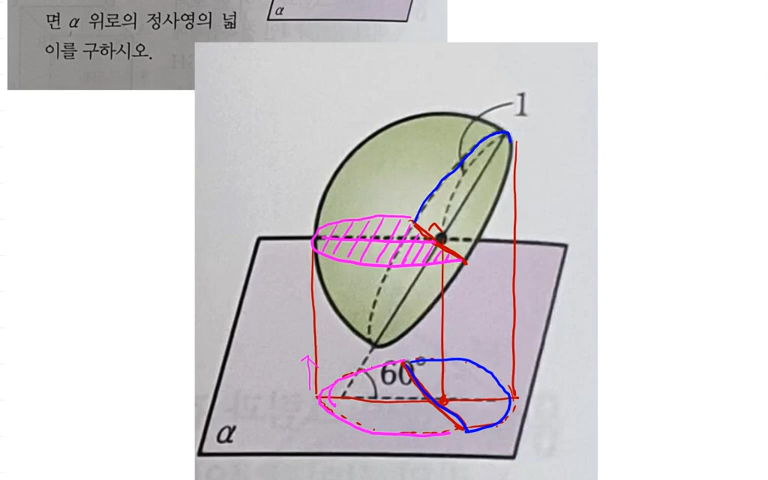 면 α 위로의 정사영의 넓
이를 구하시오.
α
1
60°
α